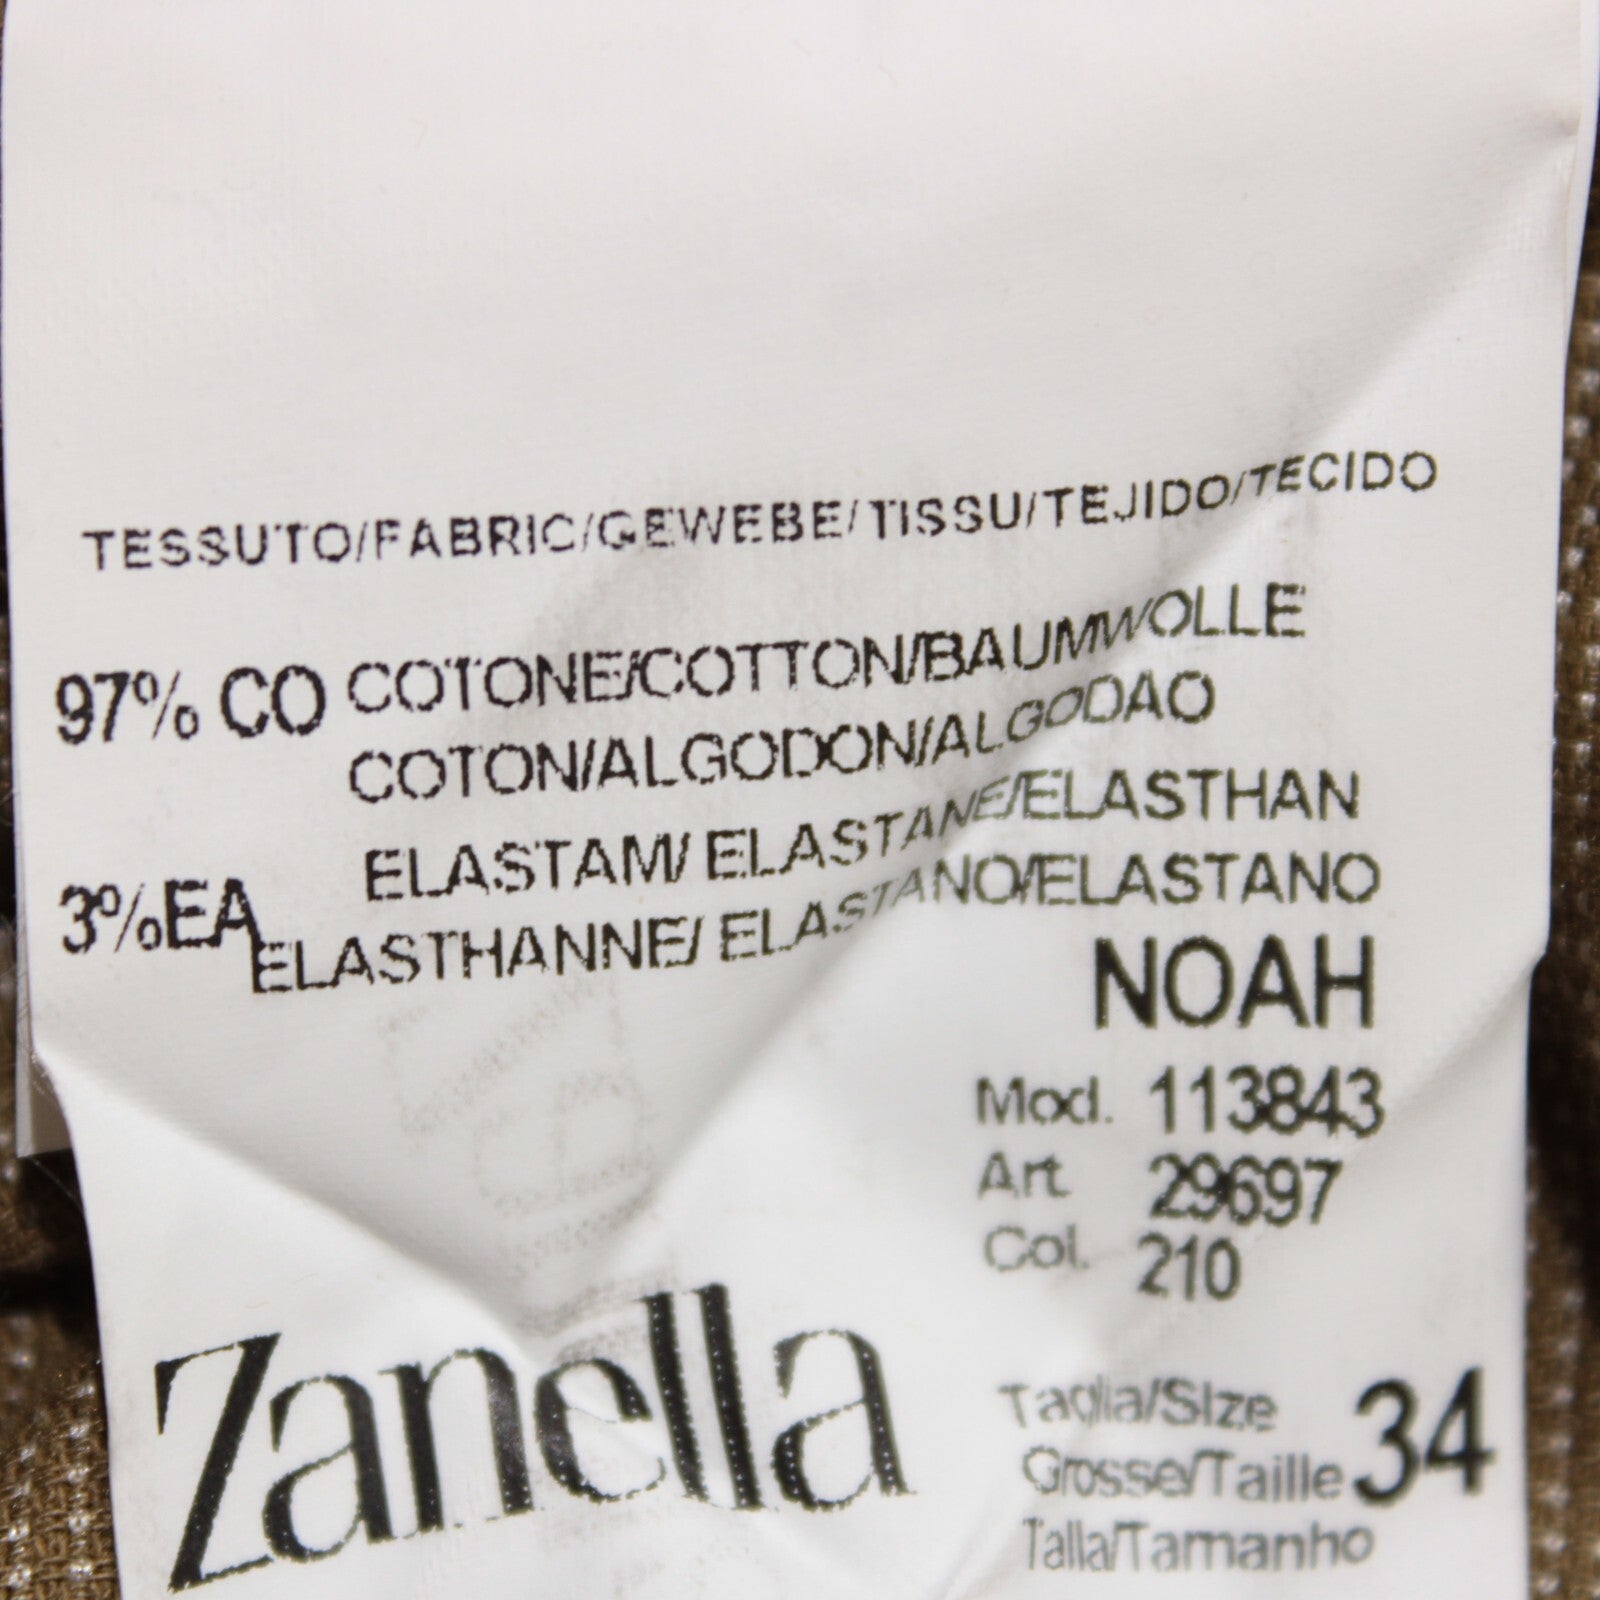 TESSUTO/FABRIC/GEWEBE/TISSU/TEJIDO/TECIDO
97% CO COTONE/COTTON/BAUMWOLLE
COTON/ALGODON/ALGODAO
3%EA ELASTAM/ ELASTANE/ELASTHAN
ELASTHANNE/ ELASTANO/ELASTANO
NOAH
Mod. 113843
Art 29697
Col. 210
Zanella
Taglia/Size
Grosse/Taille 34
Talla/Tamanho